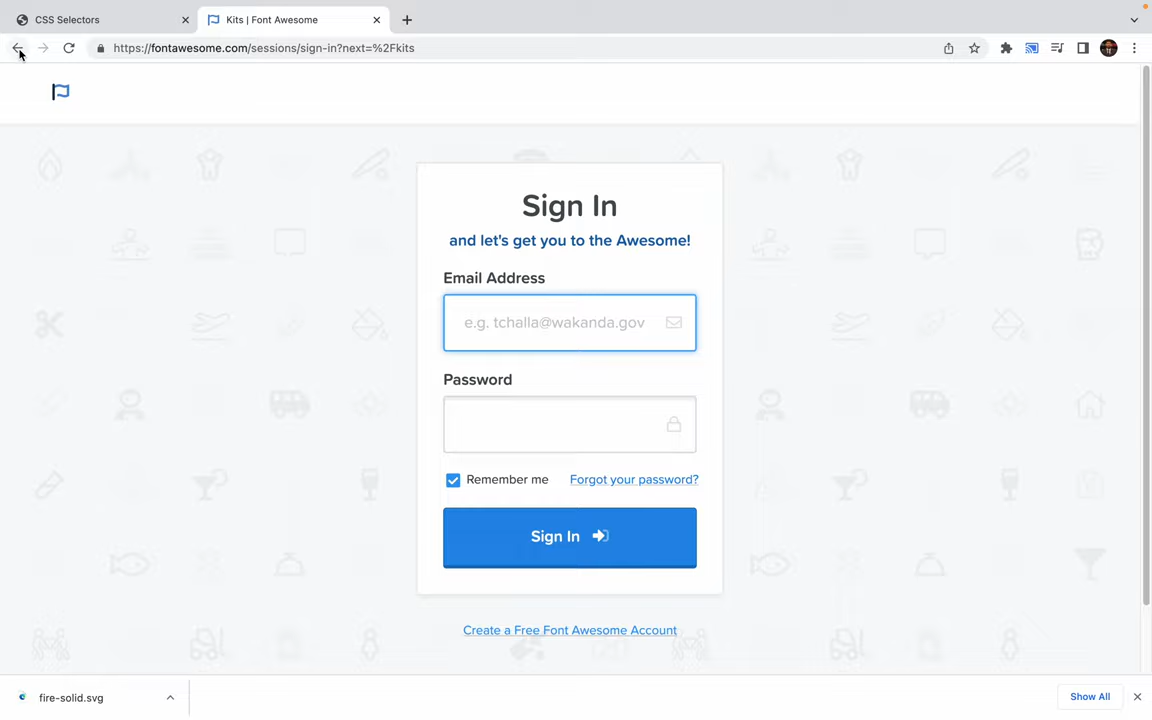 CSS Selectors
Kits | Font Awesome
https://fontawesome.com/sessions/sign-in?next=%2Fkits
Sign In
and let's get you to the Awesome!
Email Address
e.g. tchalla@wakanda.gov
Password
Remember me Forgot your password?
Sign In
Create a Free Font Awesome Account
fire-solid.svg
Show All